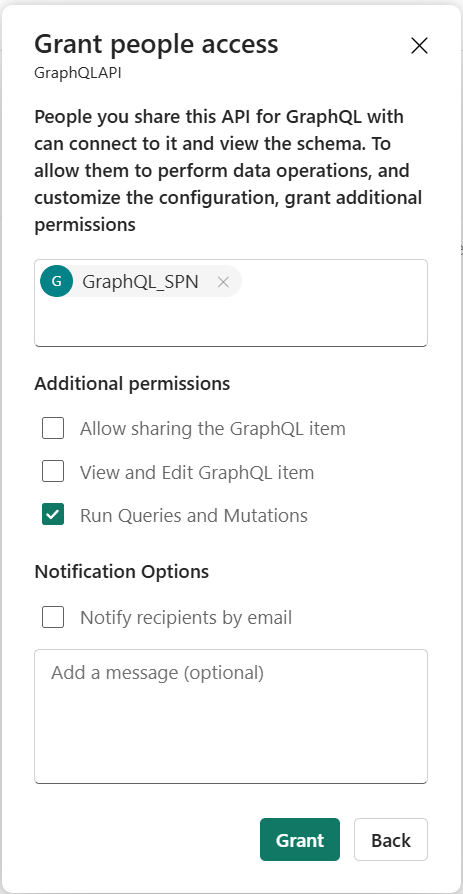 Grant people access
GraphQLAPI
People you share this API for GraphQL with
can connect to it and view the schema. To
allow them to perform data operations, and
customize the configuration, grant additional
permissions
G GraphQL_SPN
Additional permissions
Allow sharing the GraphQL item
View and Edit GraphQL item
Run Queries and Mutations
Notification Options
Notify recipients by email
Add a message (optional)
Grant Back